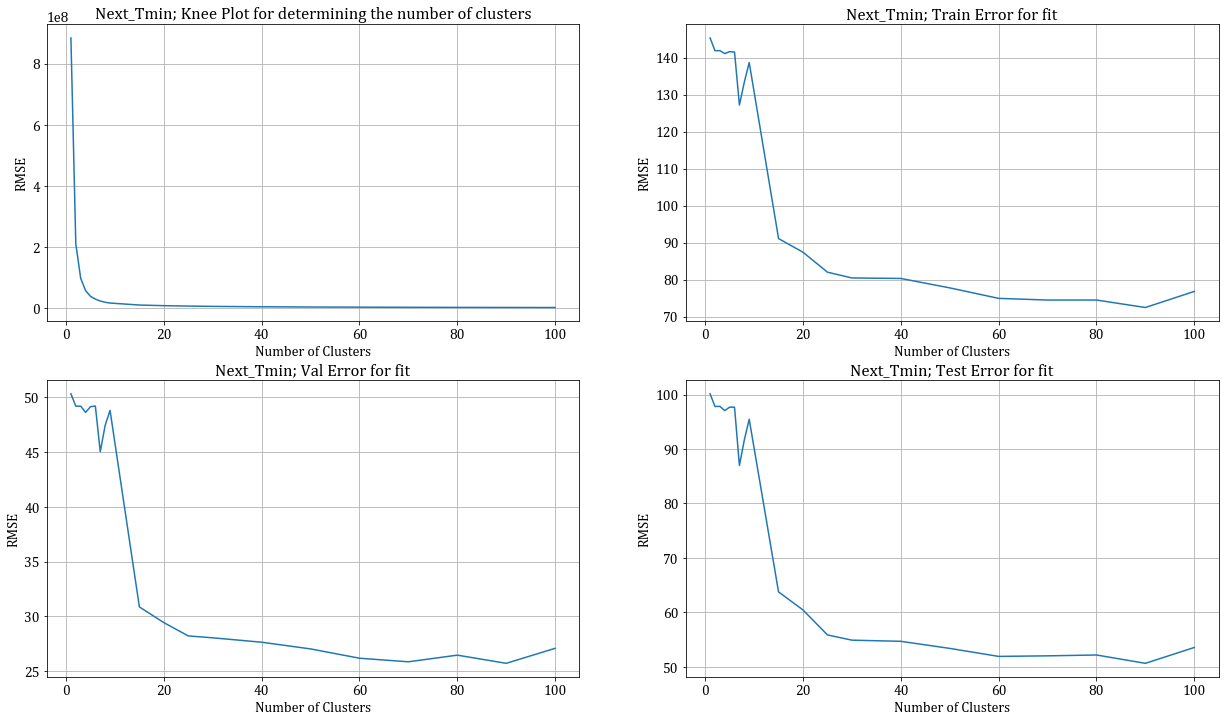 Next_Tmin; Knee Plot for determining the number of clusters
1e8
8
6
4
2
0
RMSE
0 20 40 60 80 100
Number of Clusters
Next_Tmin; Train Error for fit
140
130
120
110
100
90
80
70
RMSE
0 20 40 60 80 100
Number of Clusters
Next_Tmin; Val Error for fit
50
45
40
35
30
25
RMSE
0 20 40 60 80 100
Number of Clusters
Next_Tmin; Test Error for fit
100
90
80
70
60
50
RMSE
0 20 40 60 80 100
Number of Clusters